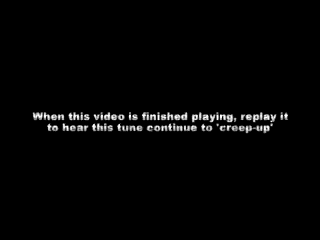 When this video is finished playing, replay it
to hear this tune continue to 'creep-up'